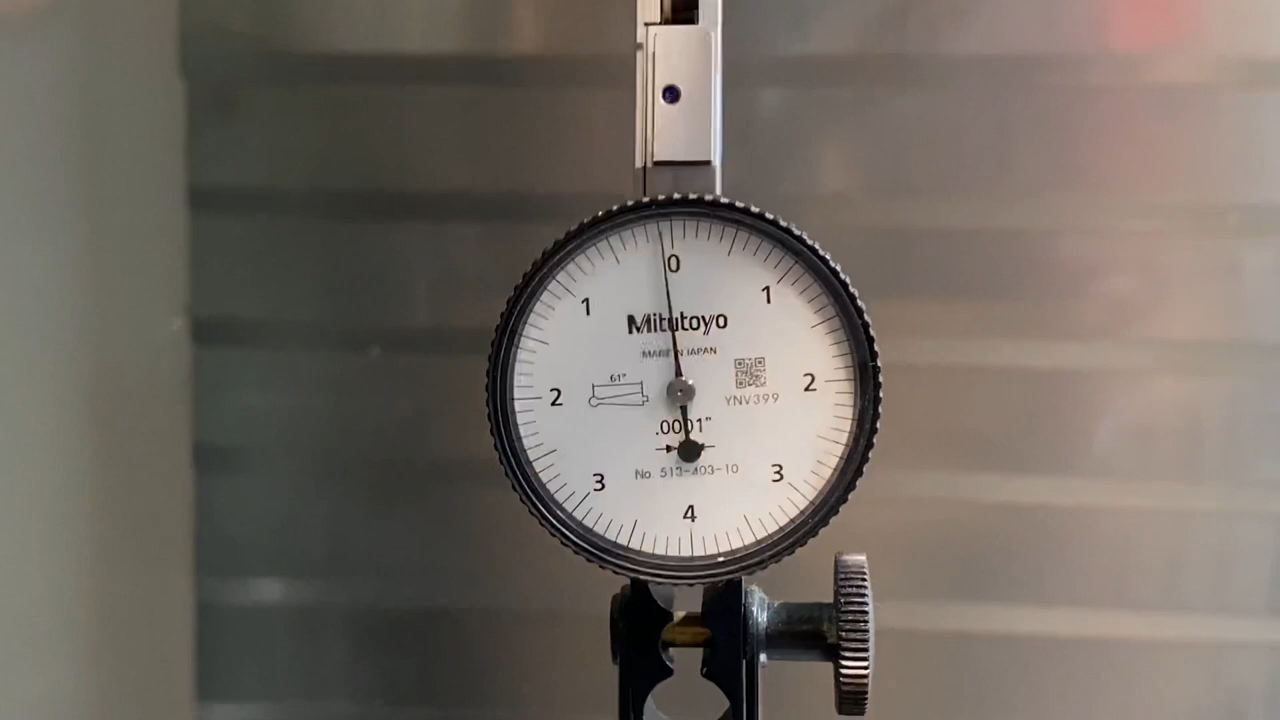 0
1 1
Mitutoyo
MADE IN JAPAN
.61"
2 2
YNV399
.0001"
No. 513-403-10
3 3
4